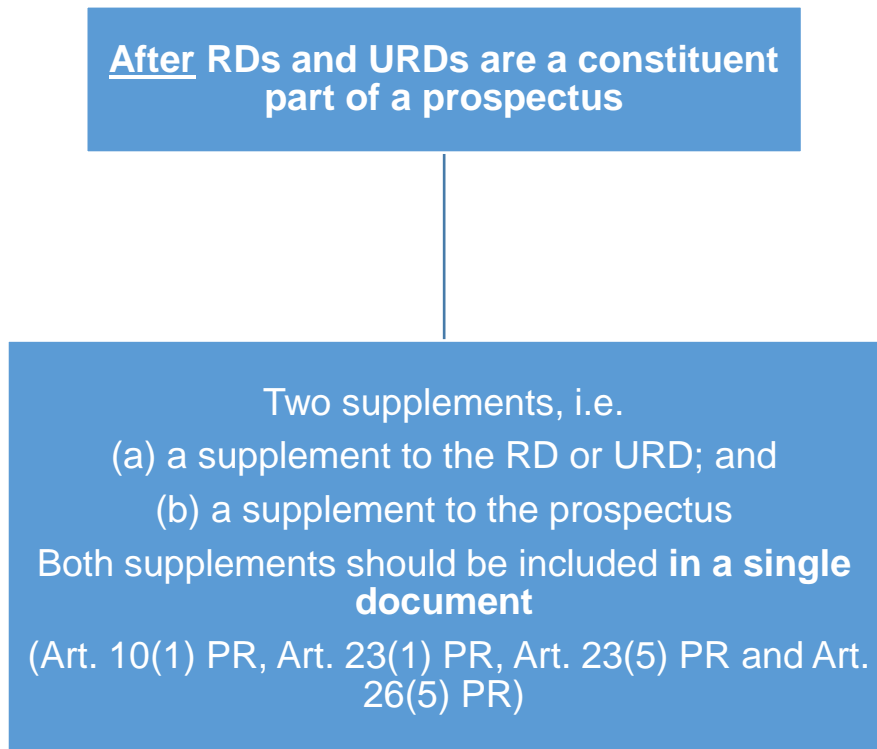 After RDs and URDs are a constituent
part of a prospectus
Two supplements, i.e.
(a) a supplement to the RD or URD; and
(b) a supplement to the prospectus
Both supplements should be included in a single
document
(Art. 10(1) PR, Art. 23(1) PR, Art. 23(5) PR and Art.
26(5) PR)